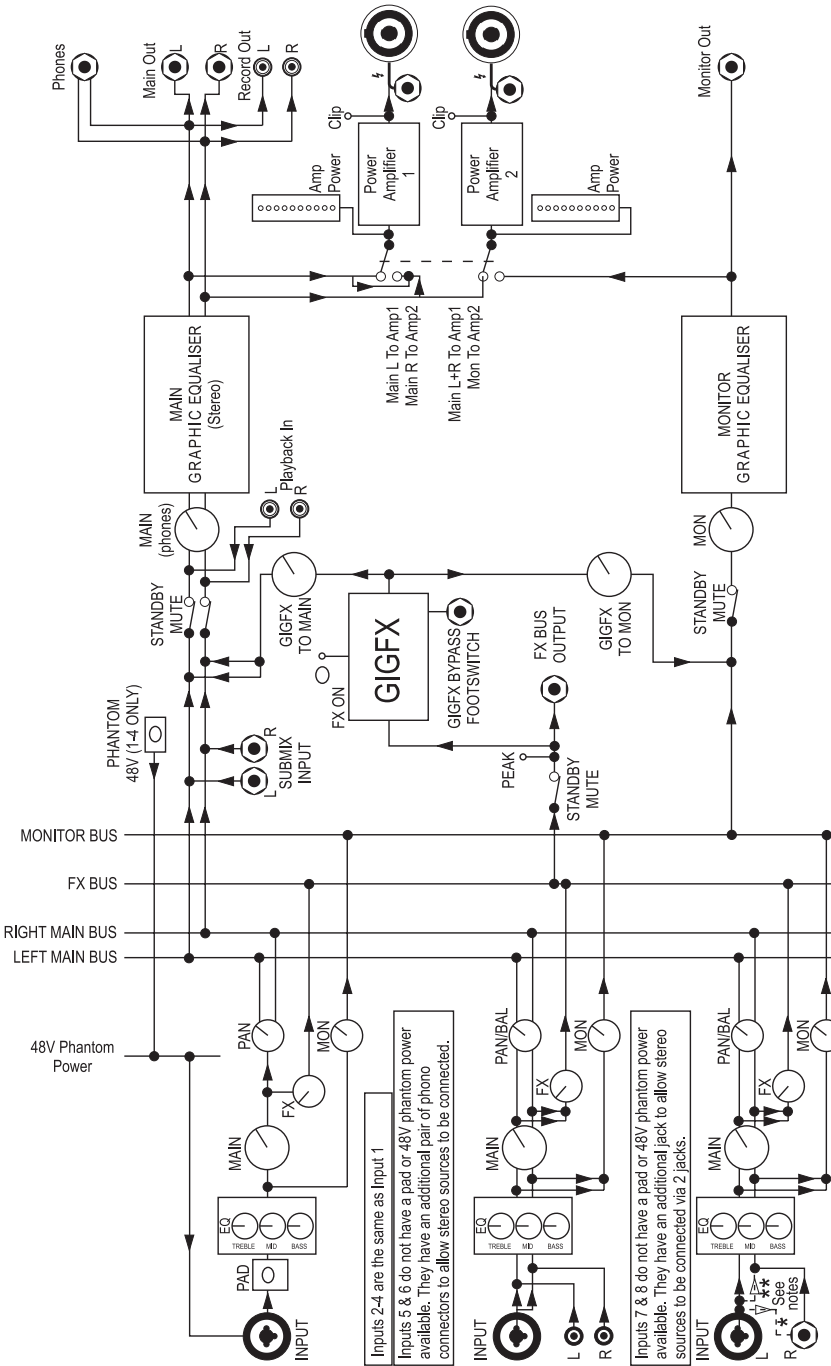 Phones
Main Out
L
R
Record Out
L
R
Clip
Power
Amplifier
1
Amp
Power
Clip
Power
Amplifier
2
Amp
Power
Monitor Out
Main L To Amp1
Main R To Amp2
Main L+R To Amp1
Mon To Amp2
MAIN
GRAPHIC EQUALISER
(Stereo)
MONITOR
GRAPHIC EQUALISER
MAIN
(phones)
L
Playback In
R
STANDBY
MUTE
GIGFX
TO MAIN
FX ON
GIGFX
GIGFX BYPASS
FOOTSWITCH
FX BUS
OUTPUT
GIGFX
TO MON
MON
STANDBY
MUTE
PHANTOM
48V (1-4 ONLY)
R
L
SUBMIX
INPUT
PEAK
STANDBY
MUTE
MONITOR BUS
FX BUS
RIGHT MAIN BUS
LEFT MAIN BUS
48V Phantom
Power
PAN
MON
FX
MAIN
EQ
TREBLE
MID
BASS
PAD
INPUT
Inputs 2-4 are the same as Input 1
Inputs 5 & 6 do not have a pad or 48V phantom power
available. They have an additional pair of phono
connectors to allow stereo sources to be connected.
PAN/BAL
MON
FX
MAIN
EQ
TREBLE
MID
BASS
INPUT
L
R
Inputs 7 & 8 do not have a pad or 48V phantom power
available. They have an additional jack to allow stereo
sources to be connected via 2 jacks.
PAN/BAL
MON
FX
MAIN
EQ
TREBLE
MID
BASS
INPUT
L
R
*
**
See
notes